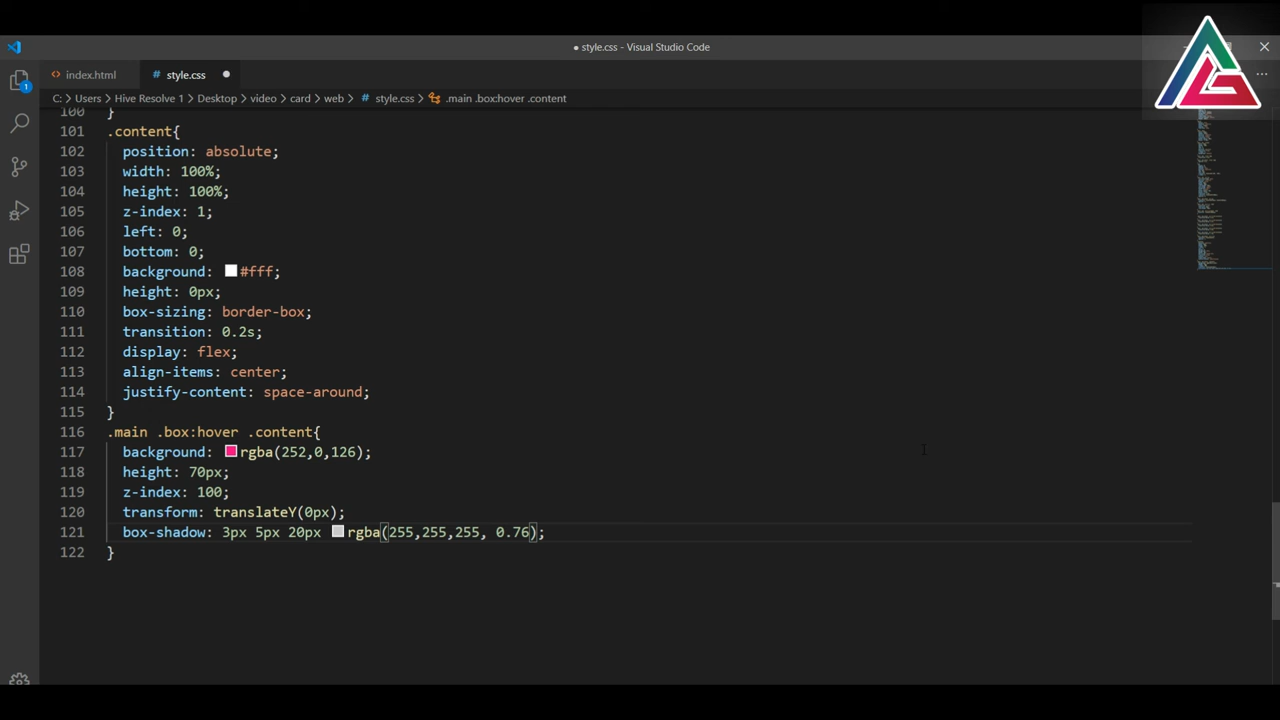 ● style.css - Visual Studio Code
index.html
style.css
C: > Users > Hive Resolve 1 > Desktop > video > card > web > # style.css > .main .box:hover .content
1
100 }
101 .content{
102 position: absolute;
103 width: 100%;
104 height: 100%;
105 z-index: 1;
106 left: 0;
107 bottom: 0;
108 background: #fff;
109 height: 0px;
110 box-sizing: border-box;
111 transition: 0.2s;
112 display: flex;
113 align-items: center;
114 justify-content: space-around;
115 }
116 .main .box:hover .content{
117 background: rgba(252,0,126);
118 height: 70px;
119 z-index: 100;
120 transform: translateY(0px);
121 box-shadow: 3px 5px 20px rgba(255,255,255, 0.76);
122 }